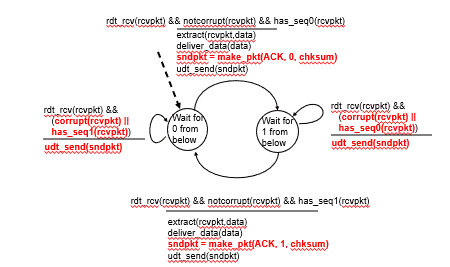 rdt_rcv(rcvpkt) && notcorrupt(rcvpkt) && has_seq0(rcvpkt)
extract(rcvpkt,data)
deliver_data(data)
sndpkt = make_pkt(ACK, 0, chksum)
udt_send(sndpkt)
rdt_rcv(rcvpkt) &&
(corrupt(rcvpkt) ||
has_seq1(rcvpkt))
udt_send(sndpkt)
Wait for
0 from
below
Wait for
1 from
below
rdt_rcv(rcvpkt) &&
(corrupt(rcvpkt) ||
has_seq0(rcvpkt))
udt_send(sndpkt)
rdt_rcv(rcvpkt) && notcorrupt(rcvpkt) && has_seq1(rcvpkt)
extract(rcvpkt,data)
deliver_data(data)
sndpkt = make_pkt(ACK, 1, chksum)
udt_send(sndpkt)